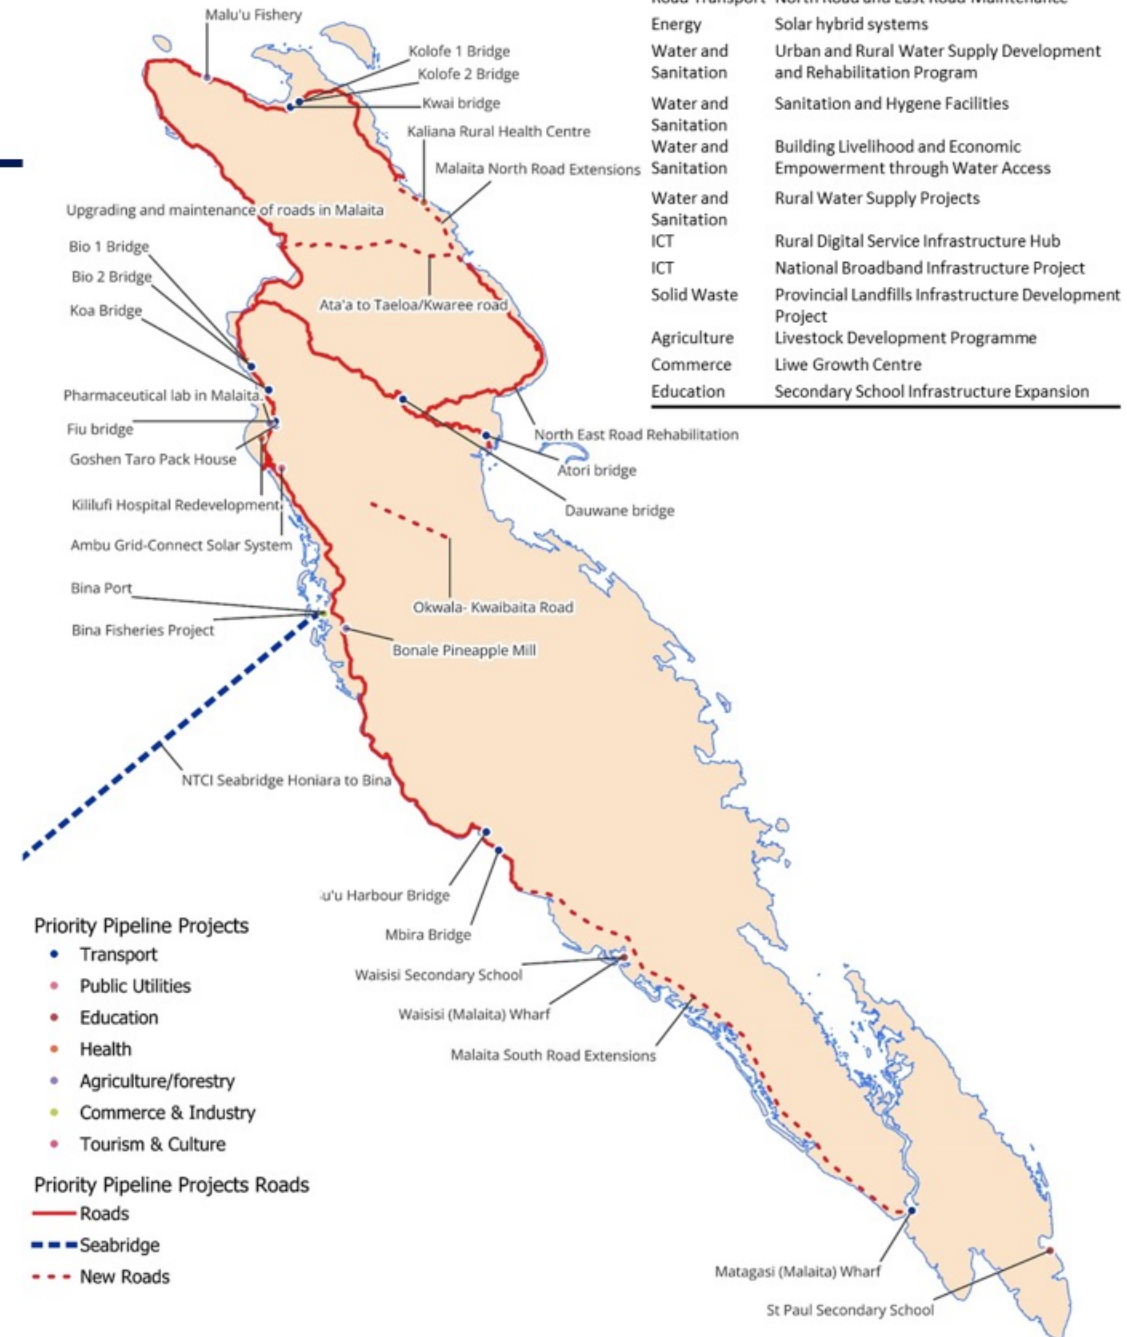 Road Transport North Road and East Road Maintenance
Energy Solar hybrid systems
Water and Urban and Rural Water Supply Development
Sanitation and Rehabilitation Program
Water and Sanitation and Hygene Facilities
Sanitation
Water and Building Livelihood and Economic
Sanitation Empowerment through Water Access
Water and Rural Water Supply Projects
Sanitation
ICT Rural Digital Service Infrastructure Hub
ICT National Broadband Infrastructure Project
Solid Waste Provincial Landfills Infrastructure Development
Project
Agriculture Livestock Development Programme
Commerce Liwe Growth Centre
Education Secondary School Infrastructure Expansion
Malu'u Fishery
Kolofe 1 Bridge
Kolofe 2 Bridge
Kwai bridge
Kaliana Rural Health Centre
Malaita North Road Extensions
Upgrading and maintenance of roads in Malaita
Bio 1 Bridge
Bio 2 Bridge
Koa Bridge
Ata'a to Taeloa/Kwaree road
Pharmaceutical lab in Malaita.
Fiu bridge
Goshen Taro Pack House
North East Road Rehabilitation
Atori bridge
Dauwane bridge
Kililufi Hospital Redevelopment
Ambu Grid-Connect Solar System
Bina Port
Bina Fisheries Project
Okwala- Kwaibaita Road
Bonale Pineapple Mill
NTCI Seabridge Honiara to Bina
u'u Harbour Bridge
Mbira Bridge
Waisisi Secondary School
Waisisi (Malaita) Wharf
Malaita South Road Extensions
Matagasi (Malaita) Wharf
St Paul Secondary School
Priority Pipeline Projects
Transport
Public Utilities
Education
Health
Agriculture/forestry
Commerce & Industry
Tourism & Culture
Priority Pipeline Projects Roads
Roads
Seabridge
New Roads